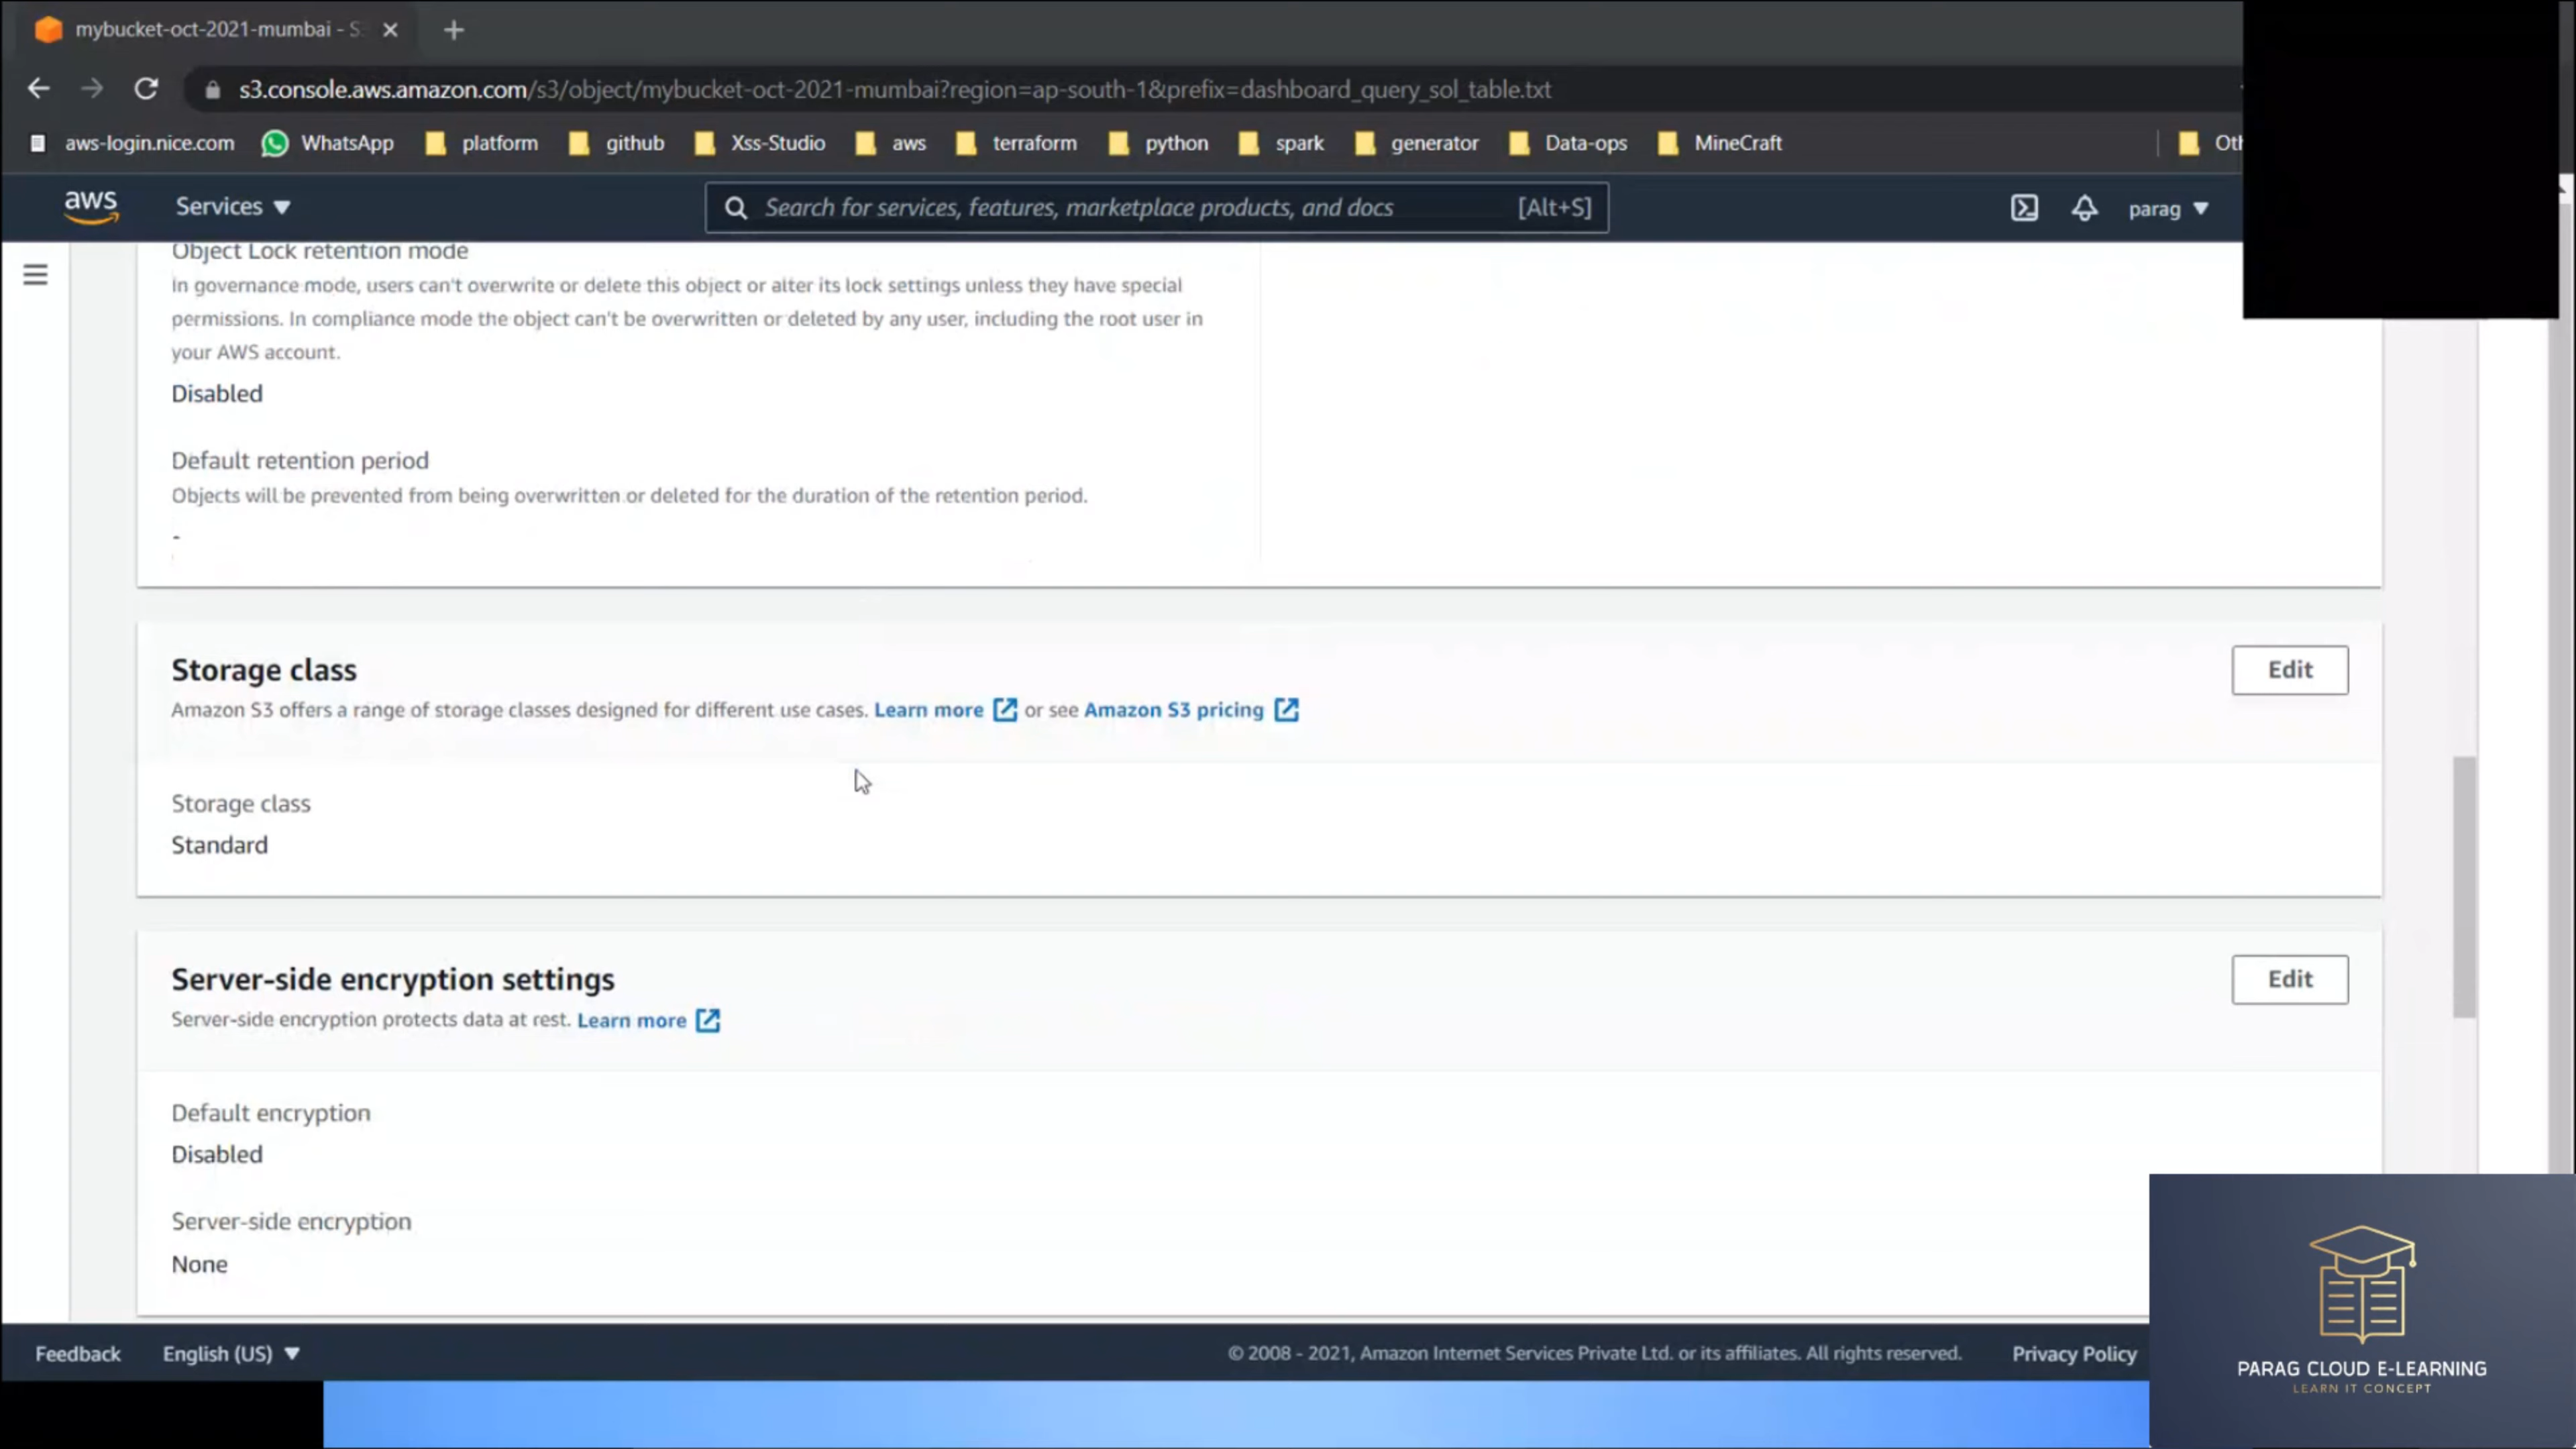 mybucket-oct-2021-mumbai - S
s3.console.aws.amazon.com/s3/object/mybucket-oct-2021-mumbai?region=ap-south-1&prefix=dashboard_query_sol_table.txt
aws-login.nice.com WhatsApp platform github Xss-Studio aws terraform python spark generator Data-ops MineCraft Oth
aws Services Search for services, features, marketplace products, and docs [Alt+S] parag
Object Lock retention mode
In governance mode, users can't overwrite or delete this object or alter its lock settings unless they have special
permissions. In compliance mode the object can't be overwritten or deleted by any user, including the root user in
your AWS account.
Disabled
Default retention period
Objects will be prevented from being overwritten or deleted for the duration of the retention period.
-
Storage class
Edit
Amazon S3 offers a range of storage classes designed for different use cases. Learn more or see Amazon S3 pricing
Storage class
Standard
Server-side encryption settings
Edit
Server-side encryption protects data at rest. Learn more
Default encryption
Disabled
Server-side encryption
None
Feedback English (US) © 2008 - 2021, Amazon Internet Services Private Ltd. or its affiliates. All rights reserved. Privacy Policy
PARAG CLOUD E-LEARNING
LEARN IT CONCEPT